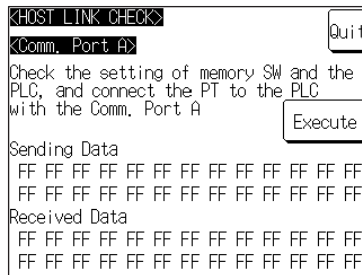 <HOST LINK CHECK>
Quit
<Comm. Port A>
Check the setting of memory SW and the
PLC, and connect the PT to the PLC
with the Comm. Port A
Execute
Sending Data
FF FF FF FF FF FF FF FF FF FF FF FF
FF FF FF FF FF FF FF FF FF FF FF FF
Received Data
FF FF FF FF FF FF FF FF FF FF FF FF
FF FF FF FF FF FF FF FF FF FF FF FF